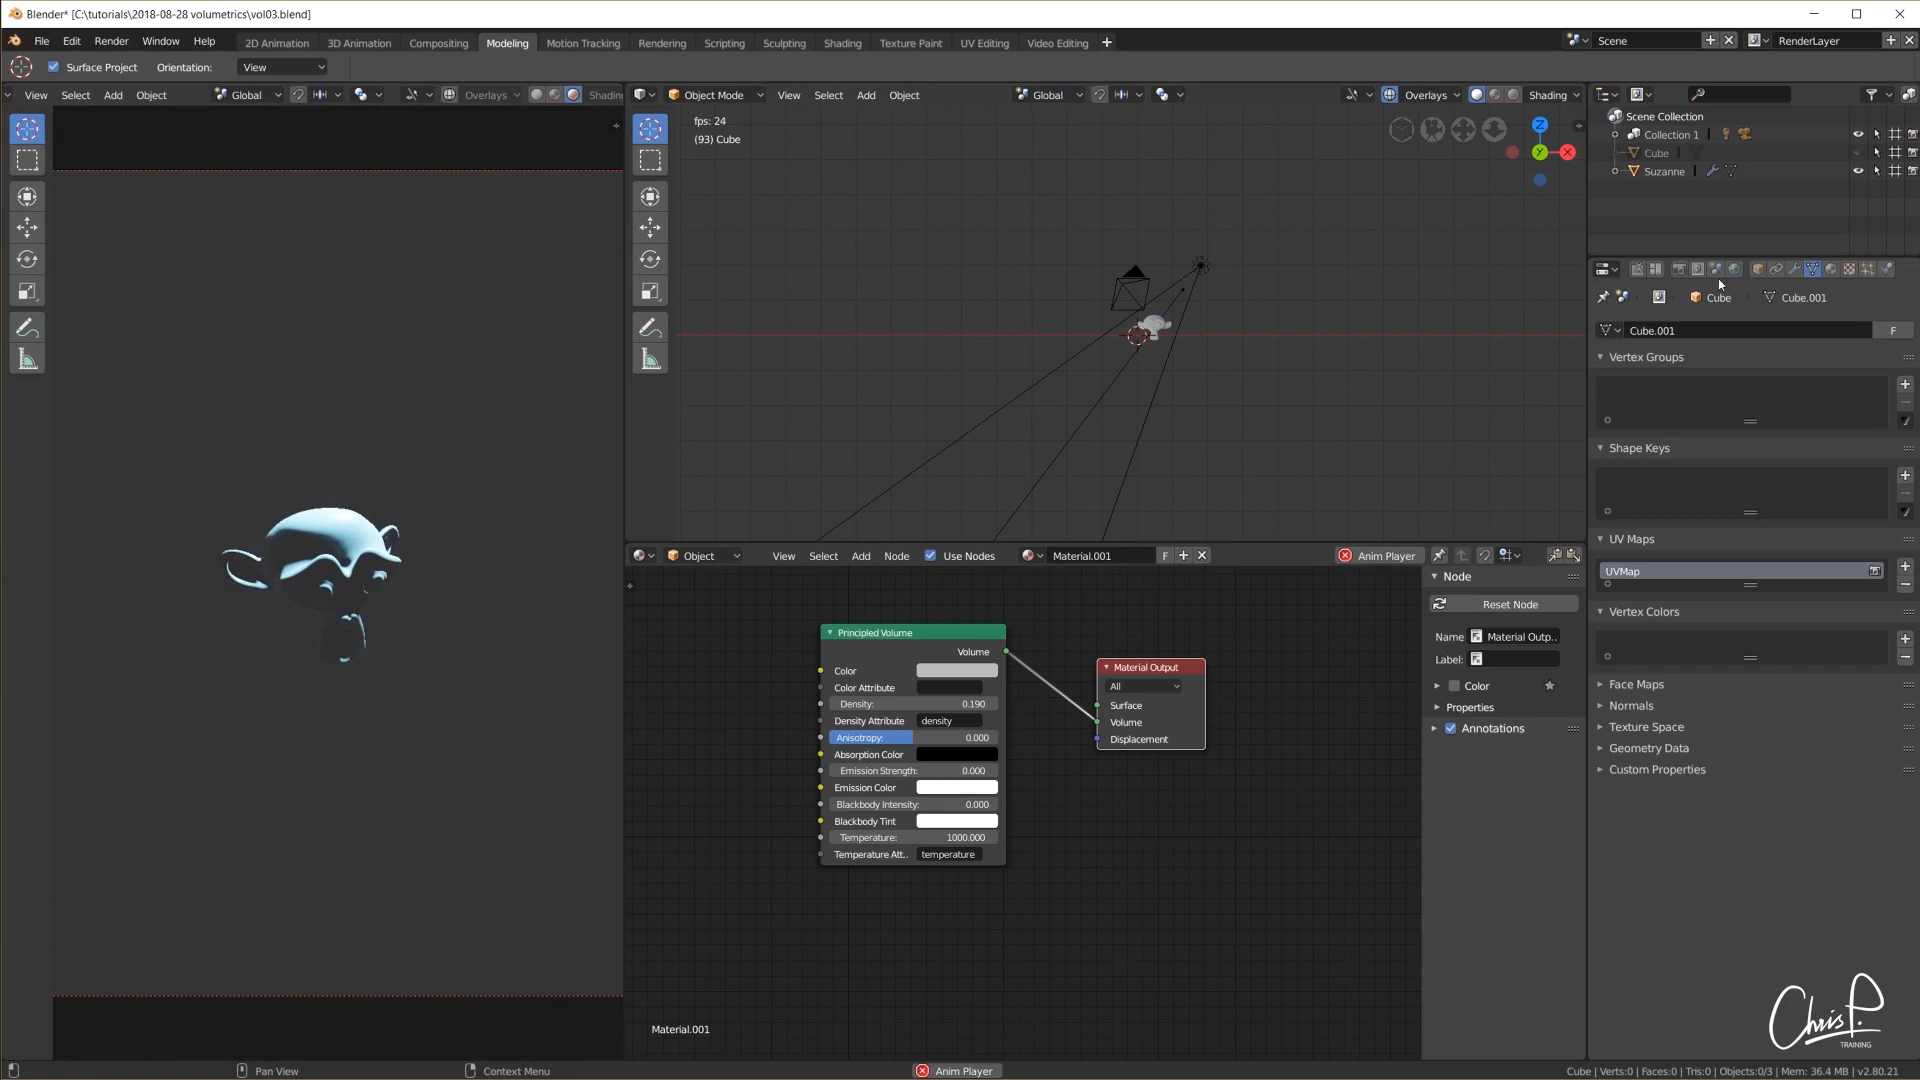 Blender* [C:\tutorials\2018-08-28 volumetrics\vol03.blend]
File Edit Render Window Help 2D Animation 3D Animation Compositing Modeling Motion Tracking Rendering Scripting Sculpting Shading Texture Paint UV Editing Video Editing Scene RenderLayer
Surface Project Orientation: View
View Select Add Object Global Overlays Shading
Object Mode View Select Add Object Global Overlays Shading
fps: 24
(93) Cube
Z
Y
X
Scene Collection
Collection 1
Cube
Suzanne
Cube Cube.001
Cube.001 F
Vertex Groups
Shape Keys
UV Maps
UVMap
Vertex Colors
Face Maps
Normals
Texture Space
Geometry Data
Custom Properties
Object View Select Add Node Use Nodes Material.001 F Anim Player
Node
Reset Node
Name Material Outp..
Label:
Color
Properties
Annotations
Principled Volume
Volume
Color
Color Attribute
Density: 0.190
Density Attribute density
Anisotropy: 0.000
Absorption Color
Emission Strength: 0.000
Emission Color
Blackbody Intensity: 0.000
Blackbody Tint
Temperature: 1000.000
Temperature Att.. temperature
Material Output
All
Surface
Volume
Displacement
Material.001
Chris P.
TRAINING
Pan View Context Menu Anim Player Cube | Verts:0 | Faces:0 | Tris:0 | Objects:0/3 | Mem: 36.4 MB | v2.80.21